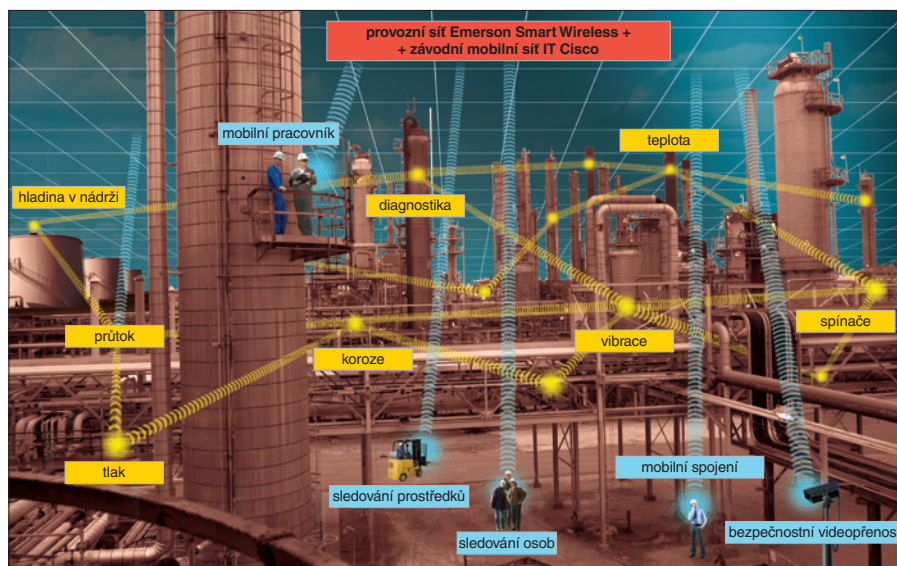 provozní síť Emerson Smart Wireless +
+ závodní mobilní síť IT Cisco
mobilní pracovník
teplota
hladina v nádrži
diagnostika
průtok
koroze
vibrace
spínače
tlak
sledování prostředků
mobilní spojení
sledování osob
bezpečnostní videopřenos